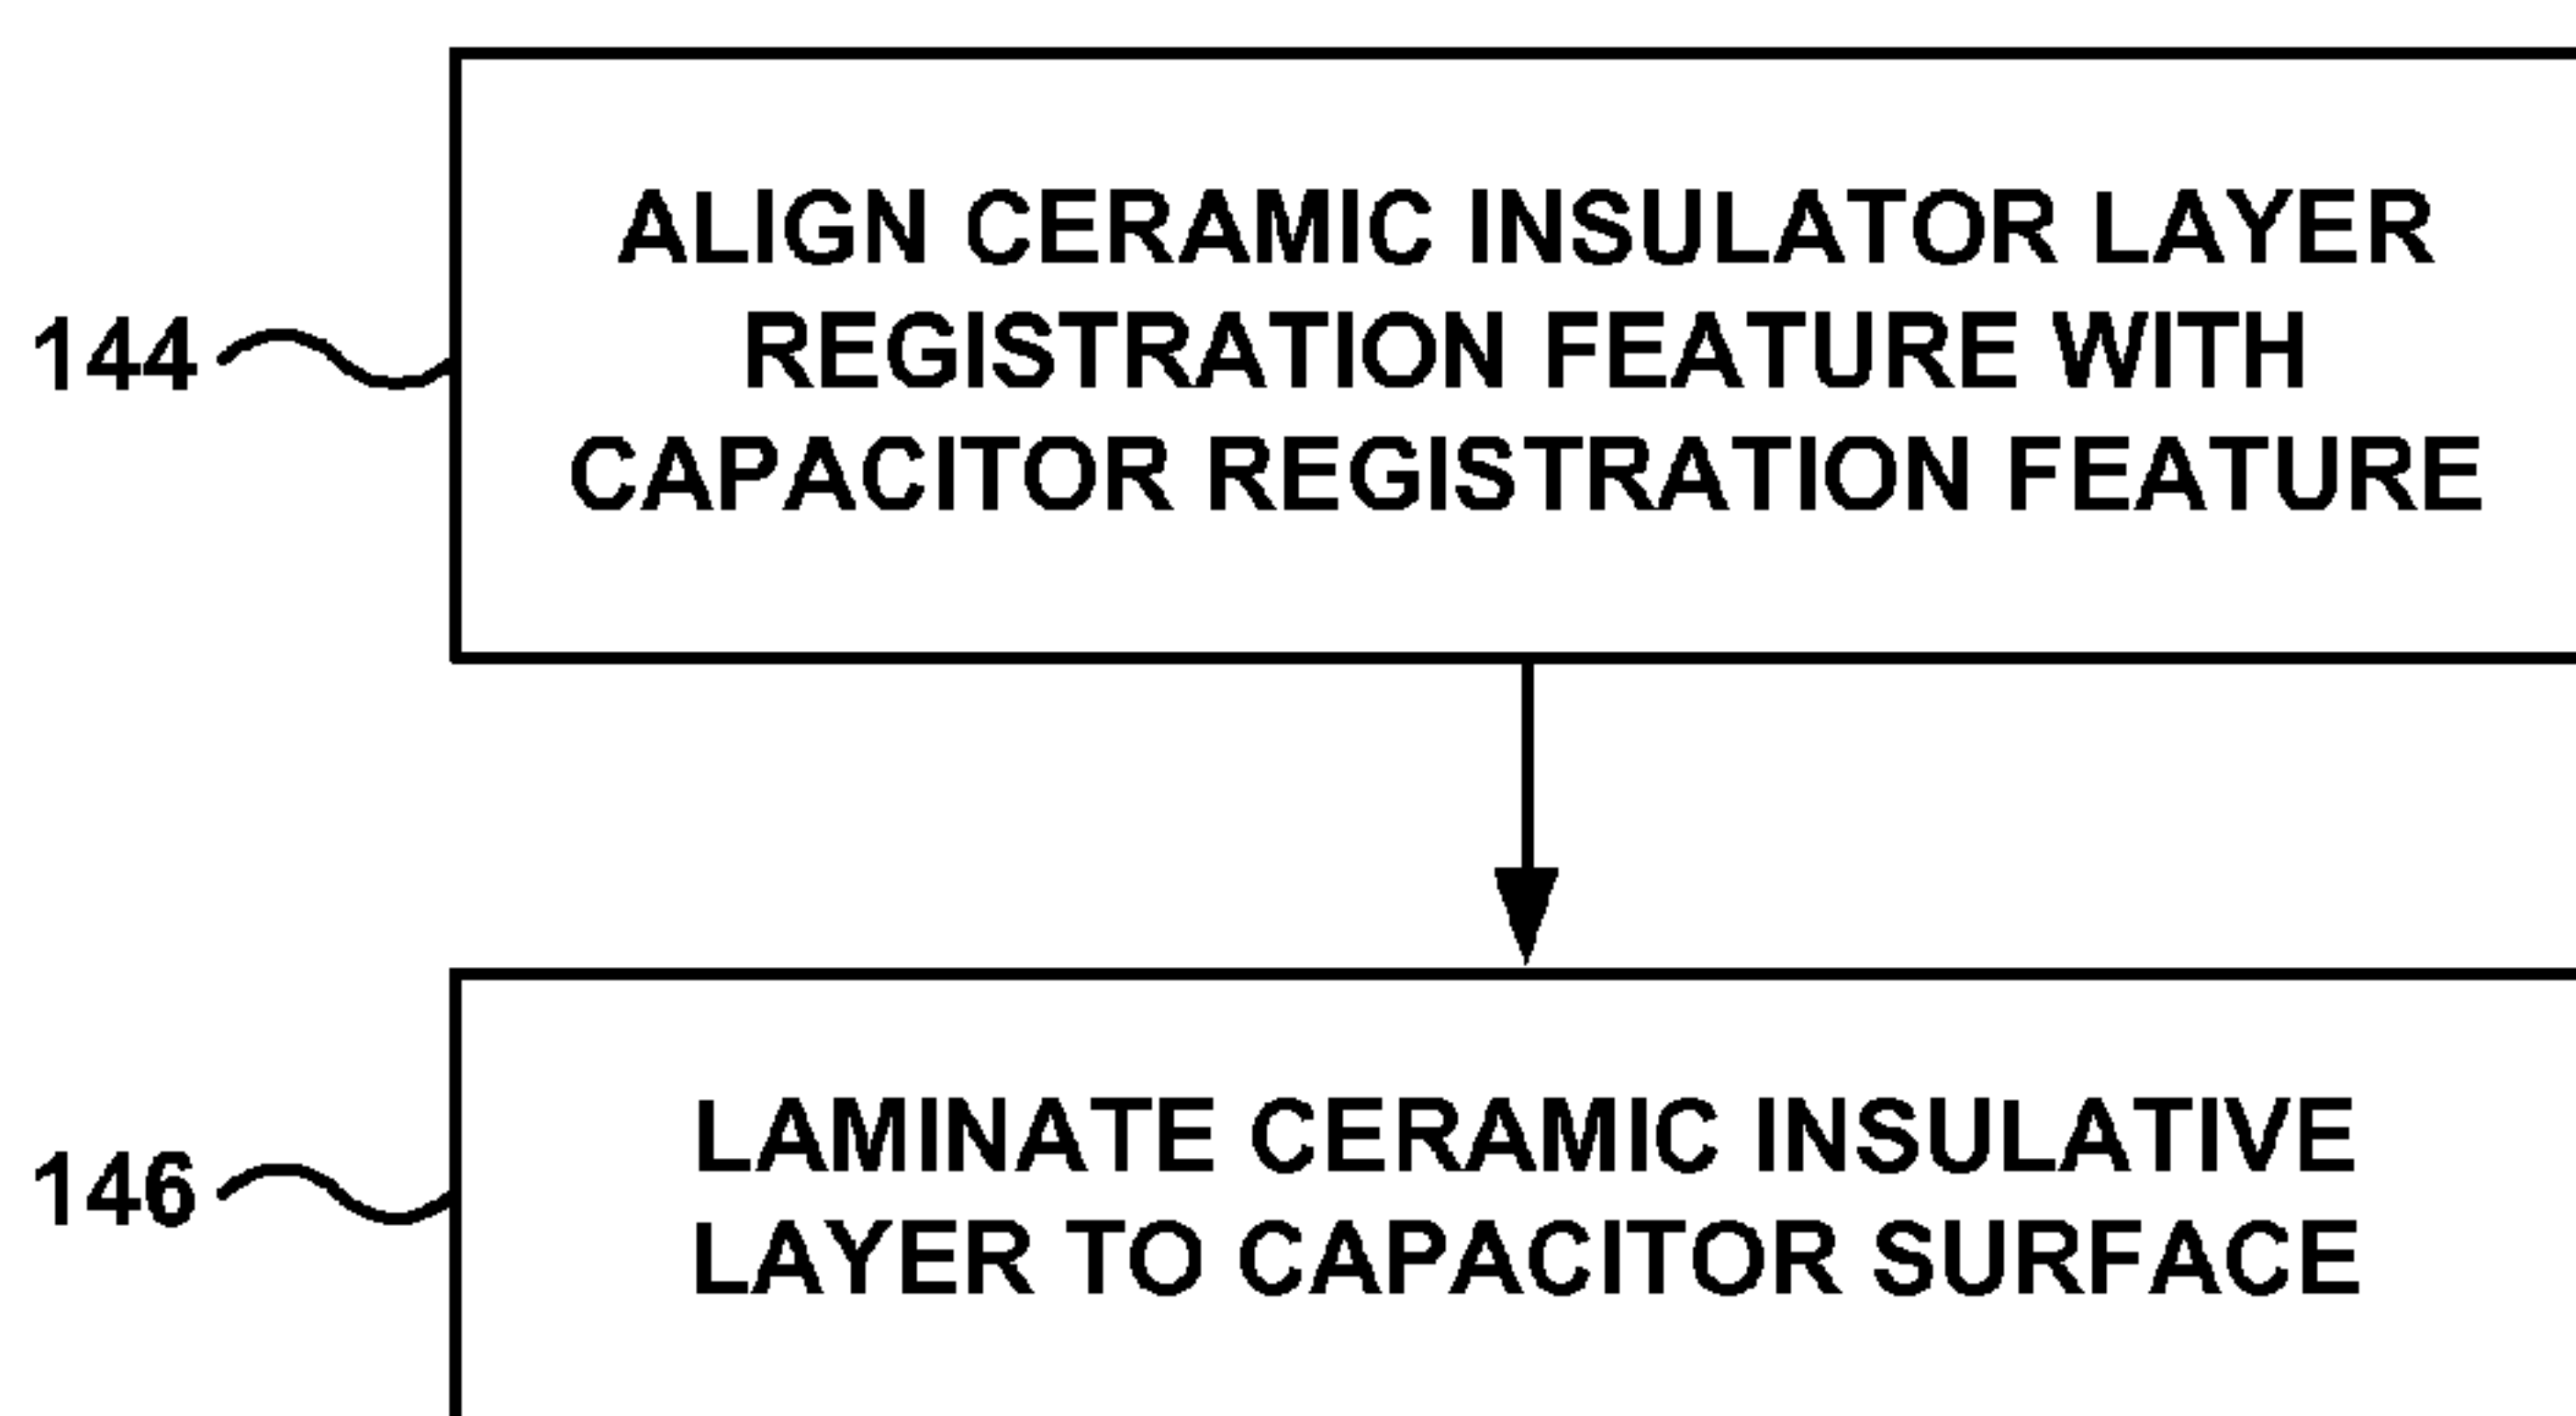 ALIGN CERAMIC INSULATOR LAYER
REGISTRATION FEATURE WITH
CAPACITOR REGISTRATION FEATURE
144
LAMINATE CERAMIC INSULATIVE
LAYER TO CAPACITOR SURFACE
146